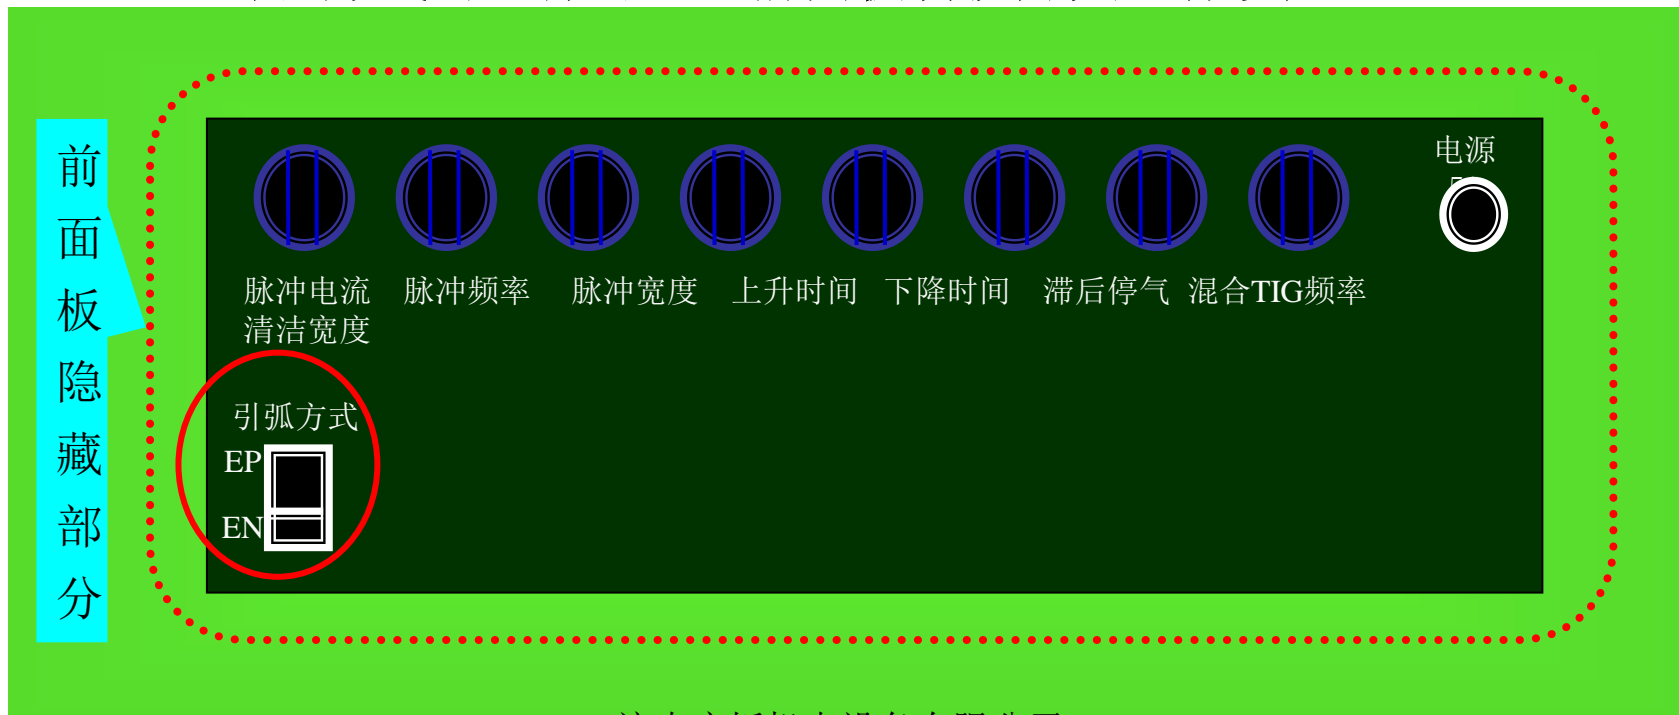 前面板隐藏部分
电源
脉冲电流 脉冲频率 脉冲宽度 上升时间 下降时间 滞后停气 混合TIG频率
清洁宽度
引弧方式
EP
EN